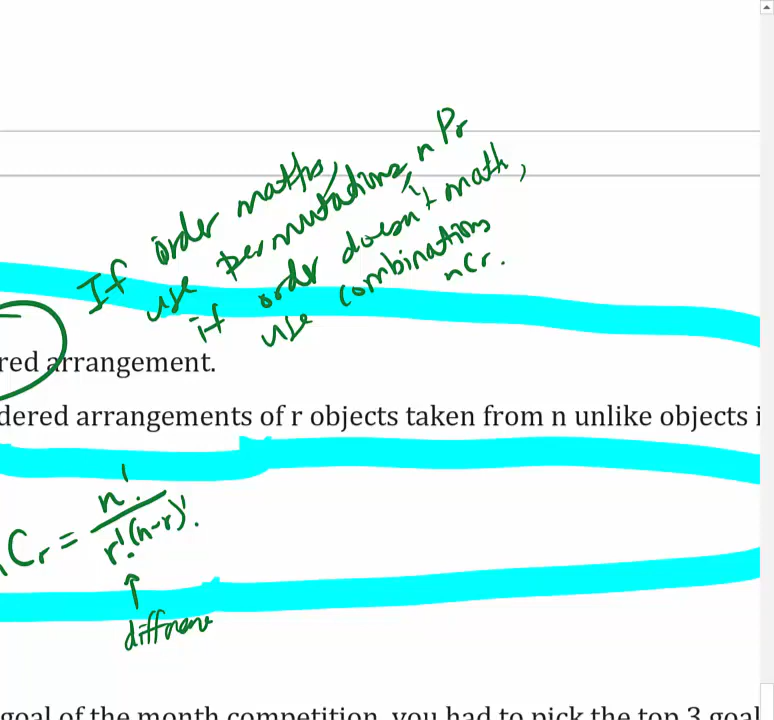 If order matters,
use permutations, nPr
if order doesn't matter,
use combinations
nCr.
red arrangement.
dered arrangements of r objects taken from n unlike objects i
Cr = n! / r!(n-r)!
difference
goal of the month competition, you had to pick the top 3 goal